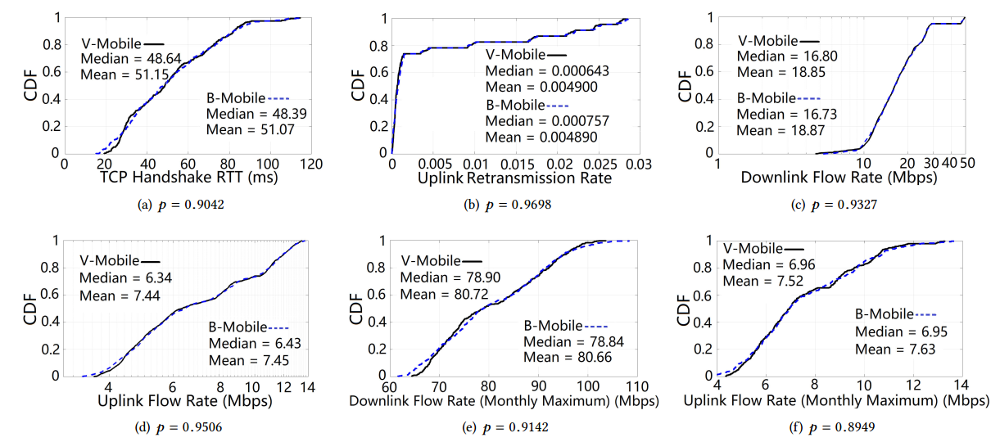 1
0.8
0.6
0.4
0.2
0
CDF
V-Mobile
Median = 48.64
Mean = 51.15
B-Mobile
Median = 48.39
Mean = 51.07
0 20 40 60 80 100 120
TCP Handshake RTT (ms)
(a) p = 0.9042
1
0.8
0.6
0.4
0.2
0
CDF
V-Mobile
Median = 0.000643
Mean = 0.004900
B-Mobile
Median = 0.000757
Mean = 0.004890
0 0.005 0.01 0.015 0.02 0.025 0.03
Uplink Retransmission Rate
(b) p = 0.9698
1
0.8
0.6
0.4
0.2
0
CDF
V-Mobile
Median = 16.80
Mean = 18.85
B-Mobile
Median = 16.73
Mean = 18.87
1 10 20 30 40 50
Downlink Flow Rate (Mbps)
(c) p = 0.9327
1
0.8
0.6
0.4
0.2
0
CDF
V-Mobile
Median = 6.34
Mean = 7.44
B-Mobile
Median = 6.43
Mean = 7.45
4 6 8 10 12 14
Uplink Flow Rate (Mbps)
(d) p = 0.9506
1
0.8
0.6
0.4
0.2
0
CDF
V-Mobile
Median = 78.90
Mean = 80.72
B-Mobile
Median = 78.84
Mean = 80.66
60 70 80 90 100 110
Downlink Flow Rate (Monthly Maximum) (Mbps)
(e) p = 0.9142
1
0.8
0.6
0.4
0.2
0
CDF
V-Mobile
Median = 6.96
Mean = 7.52
B-Mobile
Median = 6.95
Mean = 7.63
4 6 8 10 12 14
Uplink Flow Rate (Monthly Maximum) (Mbps)
(f) p = 0.8949